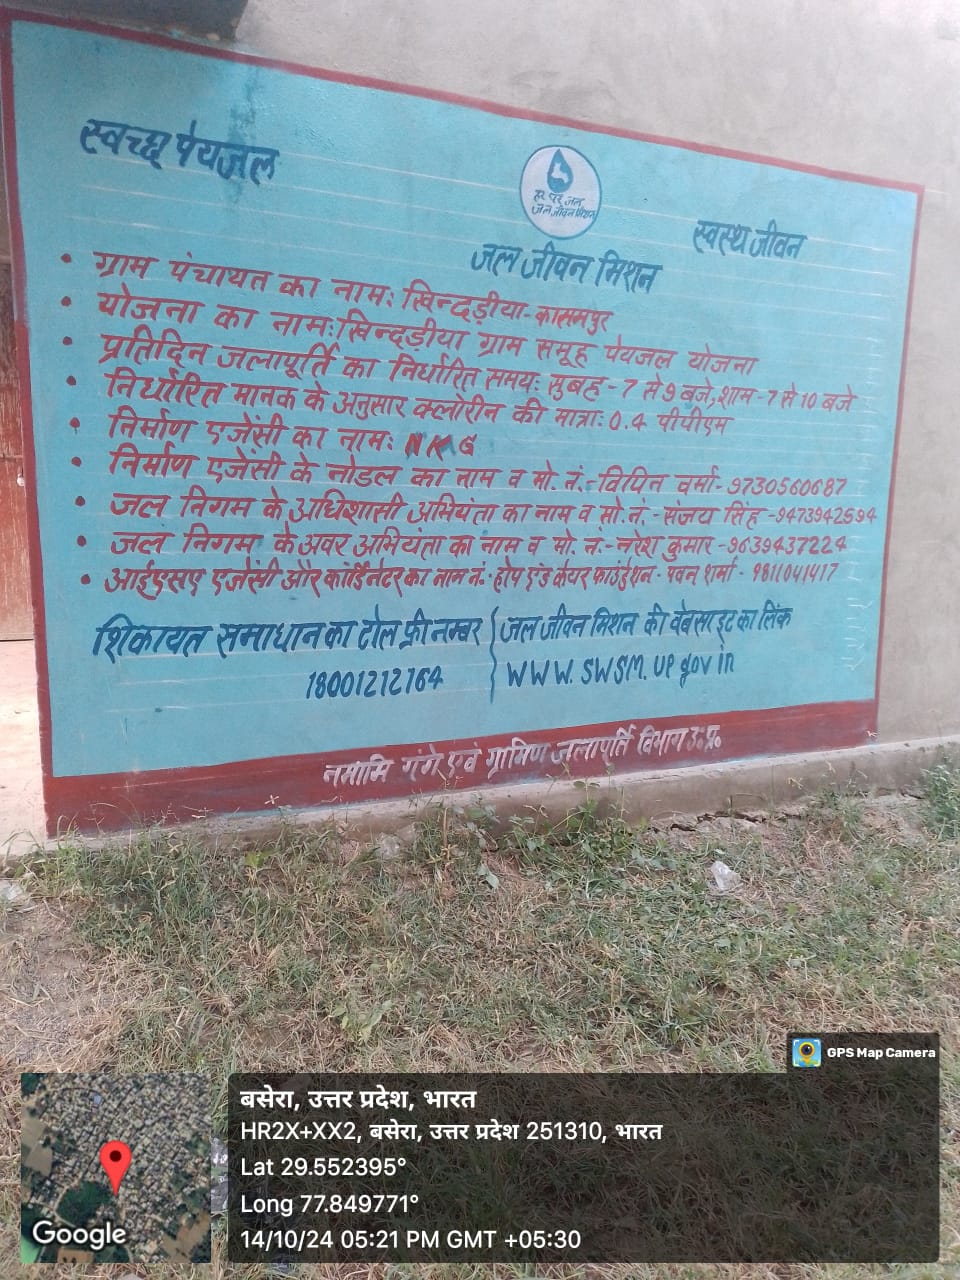 स्वच्छ पेयजल
हर घर जल
जल जीवन मिशन
स्वस्थ जीवन
जल जीवन मिशन
• ग्राम पंचायत का नाम: खिन्दड़ीया-कासमपुर
• योजना का नाम: खिन्दड़ीया ग्राम समूह पेयजल योजना
• प्रतिदिन जलापूर्ति का निर्धारित समय: सुबह - 7 से 9 बजे, शाम - 7 से 10 बजे
• निर्धारित मानक के अनुसार क्लोरीन की मात्रा: 0.4 पीपीएम
• निर्माण एजेंसी का नाम: NKG
• निर्माण एजेंसी के नोडल का नाम व मो. नं.- विपिन वर्मा- 9730560687
• जल निगम के अधिशासी अभियंता का नाम व मो.नं.- संजय सिंह -9473942594
• जल निगम के अवर अभियंता का नाम व मो. नं.- नरेश कुमार -9639437224
• आईएसए एजेंसी और कॉर्डिनेटर का नाम नं.- होप एंड केयर फाउंडेशन - पवन शर्मा - 9811041417
शिकायत समाधान का टोल फ्री नम्बर
18001212164
जल जीवन मिशन की वेबसाइट का लिंक
WWW.SWSM.UP gov in
नमामि गंगे एवं ग्रामिण जलापूर्ति विभाग उ०प्र०
GPS Map Camera
बसेरा, उत्तर प्रदेश, भारत
HR2X+XX2, बसेरा, उत्तर प्रदेश 251310, भारत
Lat 29.552395°
Long 77.849771°
14/10/24 05:21 PM GMT +05:30
Google